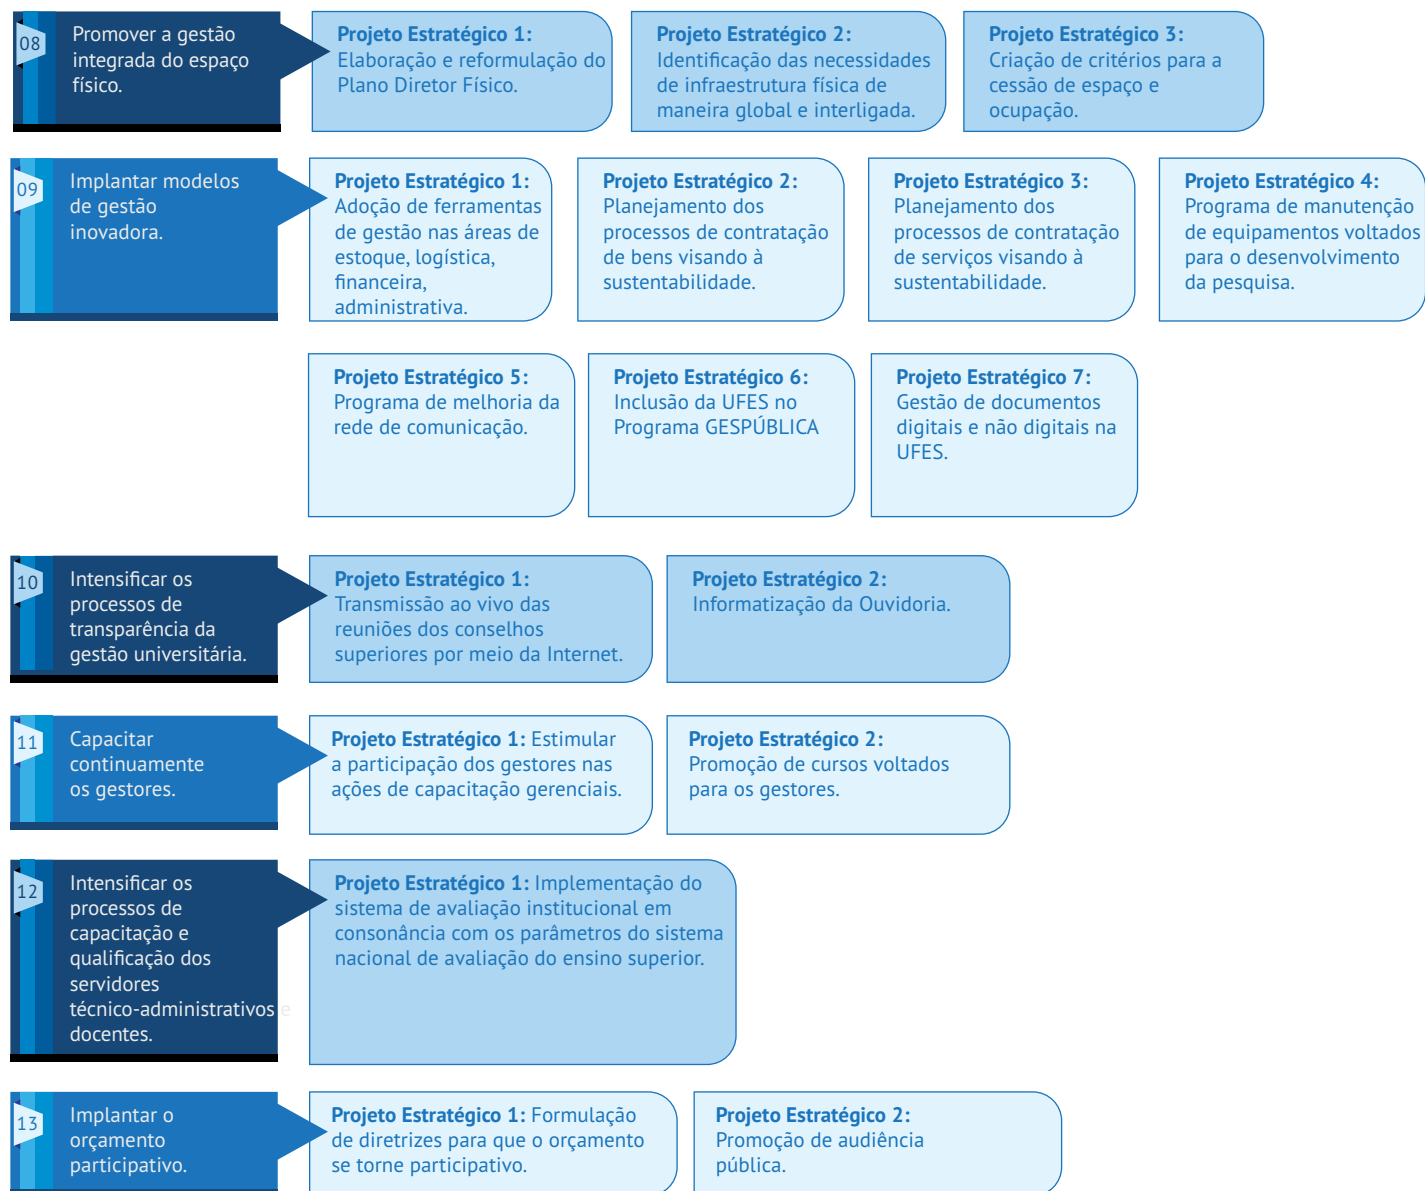 08
Promover a gestão
integrada do espaço
físico.
Projeto Estratégico 1:
Elaboração e reformulação do
Plano Diretor Físico.
Projeto Estratégico 2:
Identificação das necessidades
de infraestrutura física de
maneira global e interligada.
Projeto Estratégico 3:
Criação de critérios para a
cessão de espaço e
ocupação.
09
Implantar modelos
de gestão
inovadora.
Projeto Estratégico 1:
Adoção de ferramentas
de gestão nas áreas de
estoque, logística,
financeira,
administrativa.
Projeto Estratégico 2:
Planejamento dos
processos de contratação
de bens visando à
sustentabilidade.
Projeto Estratégico 3:
Planejamento dos
processos de contratação
de serviços visando à
sustentabilidade.
Projeto Estratégico 4:
Programa de manutenção
de equipamentos voltados
para o desenvolvimento
da pesquisa.
Projeto Estratégico 5:
Programa de melhoria da
rede de comunicação.
Projeto Estratégico 6:
Inclusão da UFES no
Programa GESPÚBLICA
Projeto Estratégico 7:
Gestão de documentos
digitais e não digitais na
UFES.
10
Intensificar os
processos de
transparência da
gestão universitária.
Projeto Estratégico 1:
Transmissão ao vivo das
reuniões dos conselhos
superiores por meio da Internet.
Projeto Estratégico 2:
Informatização da Ouvidoria.
11
Capacitar
continuamente
os gestores.
Projeto Estratégico 1: Estimular
a participação dos gestores nas
ações de capacitação gerenciais.
Projeto Estratégico 2:
Promoção de cursos voltados
para os gestores.
12
Intensificar os
processos de
capacitação e
qualificação dos
servidores
técnico-administrativos e
docentes.
Projeto Estratégico 1: Implementação do
sistema de avaliação institucional em
consonância com os parâmetros do sistema
nacional de avaliação do ensino superior.
13
Implantar o
orçamento
participativo.
Projeto Estratégico 1: Formulação
de diretrizes para que o orçamento
se torne participativo.
Projeto Estratégico 2:
Promoção de audiência
pública.